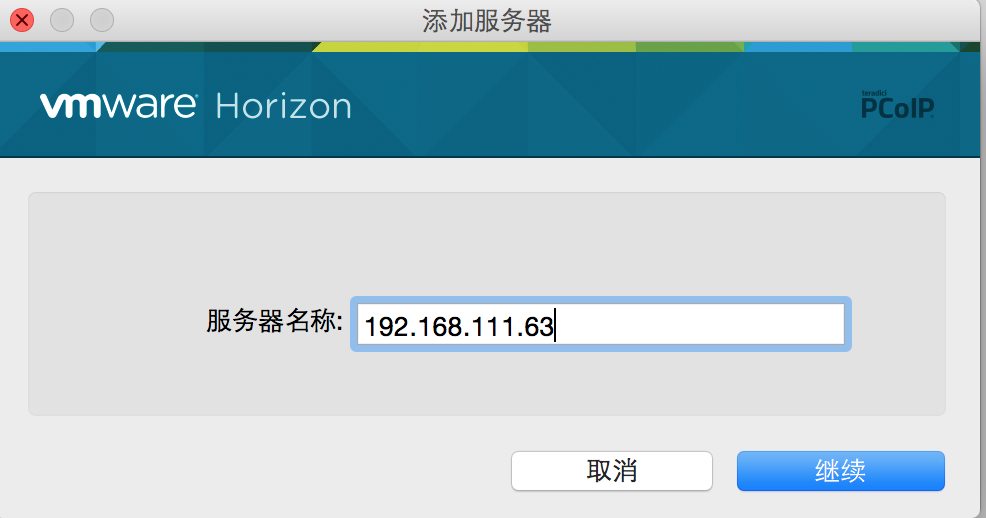 添加服务器
vmware Horizon
teradici
PCoIP
服务器名称: 192.168.111.63
取消
继续